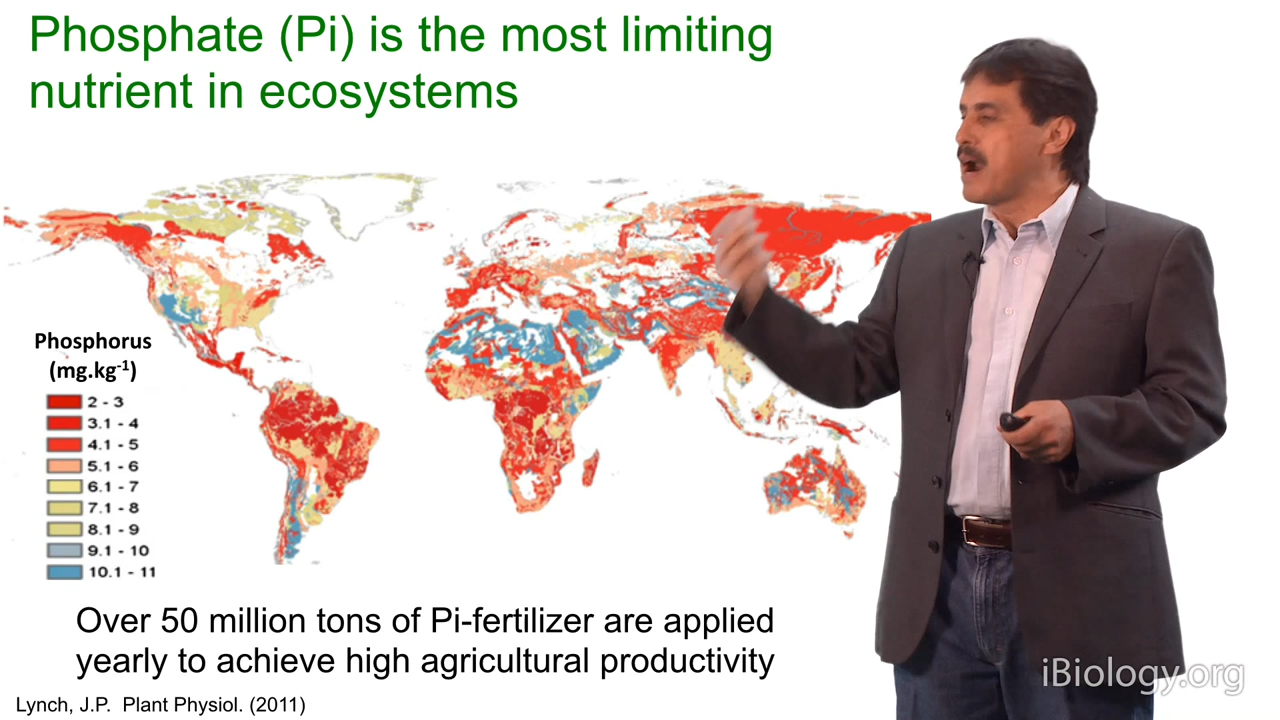 Phosphate (Pi) is the most limiting
nutrient in ecosystems
Phosphorus
(mg.kg-1)
2 - 3
3.1 - 4
4.1 - 5
5.1 - 6
6.1 - 7
7.1 - 8
8.1 - 9
9.1 - 10
10.1 - 11
Over 50 million tons of Pi-fertilizer are applied
yearly to achieve high agricultural productivity
Lynch, J.P. Plant Physiol. (2011)
iBiology.org